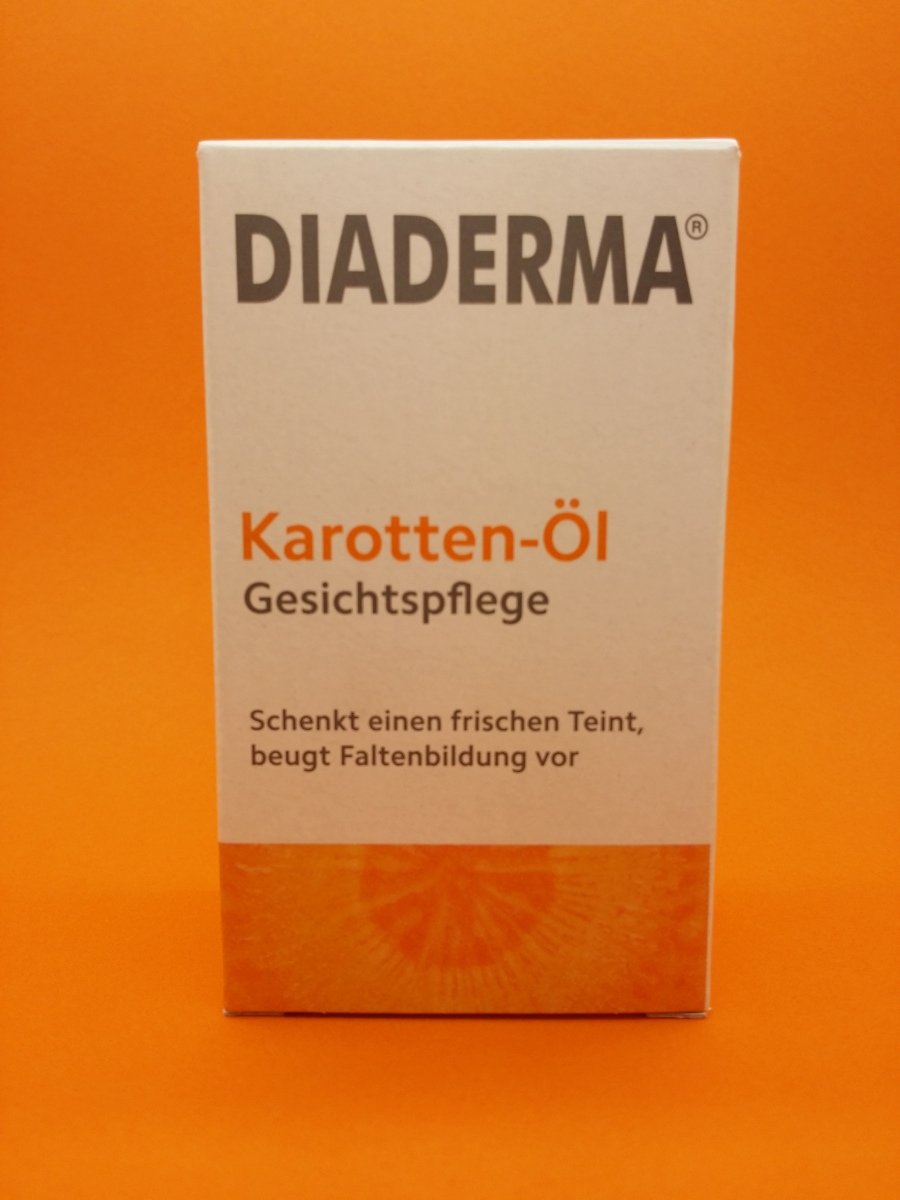 DIADERMA®
Karotten-Öl
Gesichtspflege
Schenkt einen frischen Teint,
beugt Faltenbildung vor